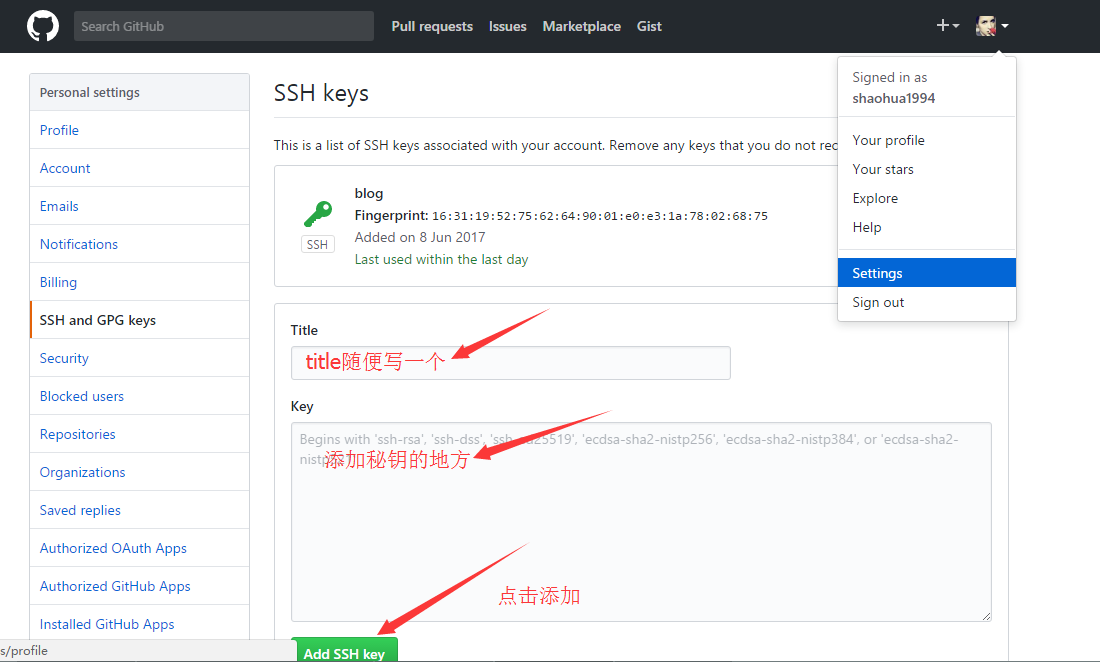 Search GitHub
Pull requests
Issues
Marketplace
Gist
Signed in as
shaohua1994
Your profile
Your stars
Explore
Help
Settings
Sign out
Personal settings
Profile
Account
Emails
Notifications
Billing
SSH and GPG keys
Security
Blocked users
Repositories
Organizations
Saved replies
Authorized OAuth Apps
Authorized GitHub Apps
Installed GitHub Apps
s/profile
SSH keys
This is a list of SSH keys associated with your account. Remove any keys that you do not
blog
Fingerprint: 16:31:19:52:75:62:64:90:01:e0:e3:1a:78:02:68:75
SSH
Added on 8 Jun 2017
Last used within the last day
Title
title随便写一个
Key
Begins with 'ssh-rsa', 'ssh-dss', 'ecdsa-sha2-nistp256', 'ecdsa-sha2-nistp384', or 'ecdsa-sha2-
添加秘钥的地方
点击添加
Add SSH key